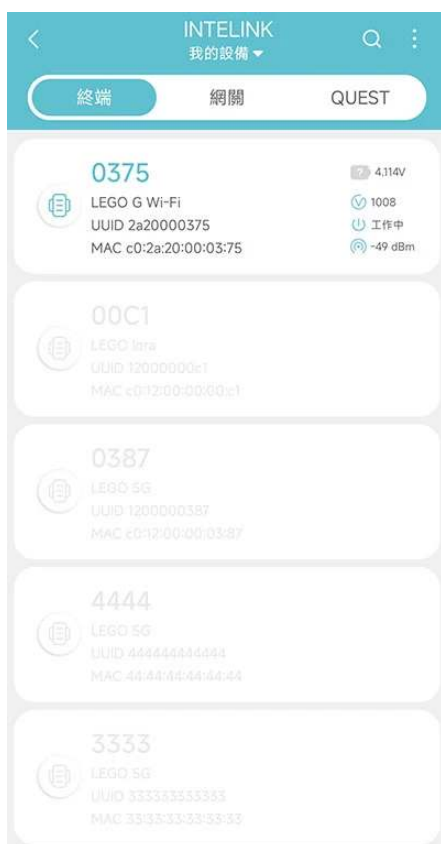 INTELINK
我的設備
終端 網關 QUEST
0375 4.114V
LEGO G Wi-Fi 1008
UUID 2a20000375 工作中
MAC c0:2a:20:00:03:75 -49 dBm
00C1
LEGO lora
UUID 12000000c1
MAC c0:12:00:00:00:c1
0387
LEGO 5G
UUID 1200000387
MAC c0:12:00:00:03:87
4444
LEGO 5G
UUID 444444444444
MAC 44:44:44:44:44:44
3333
LEGO 5G
UUID 333333333333
MAC 33:33:33:33:33:33